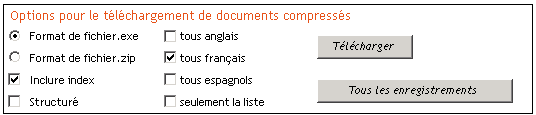 Options pour le téléchargement de documents compressés
Format de fichier.exe
tous anglais
Télécharger
Format de fichier.zip
tous français
Inclure index
tous espagnols
Tous les enregistrements
Structuré
seulement la liste